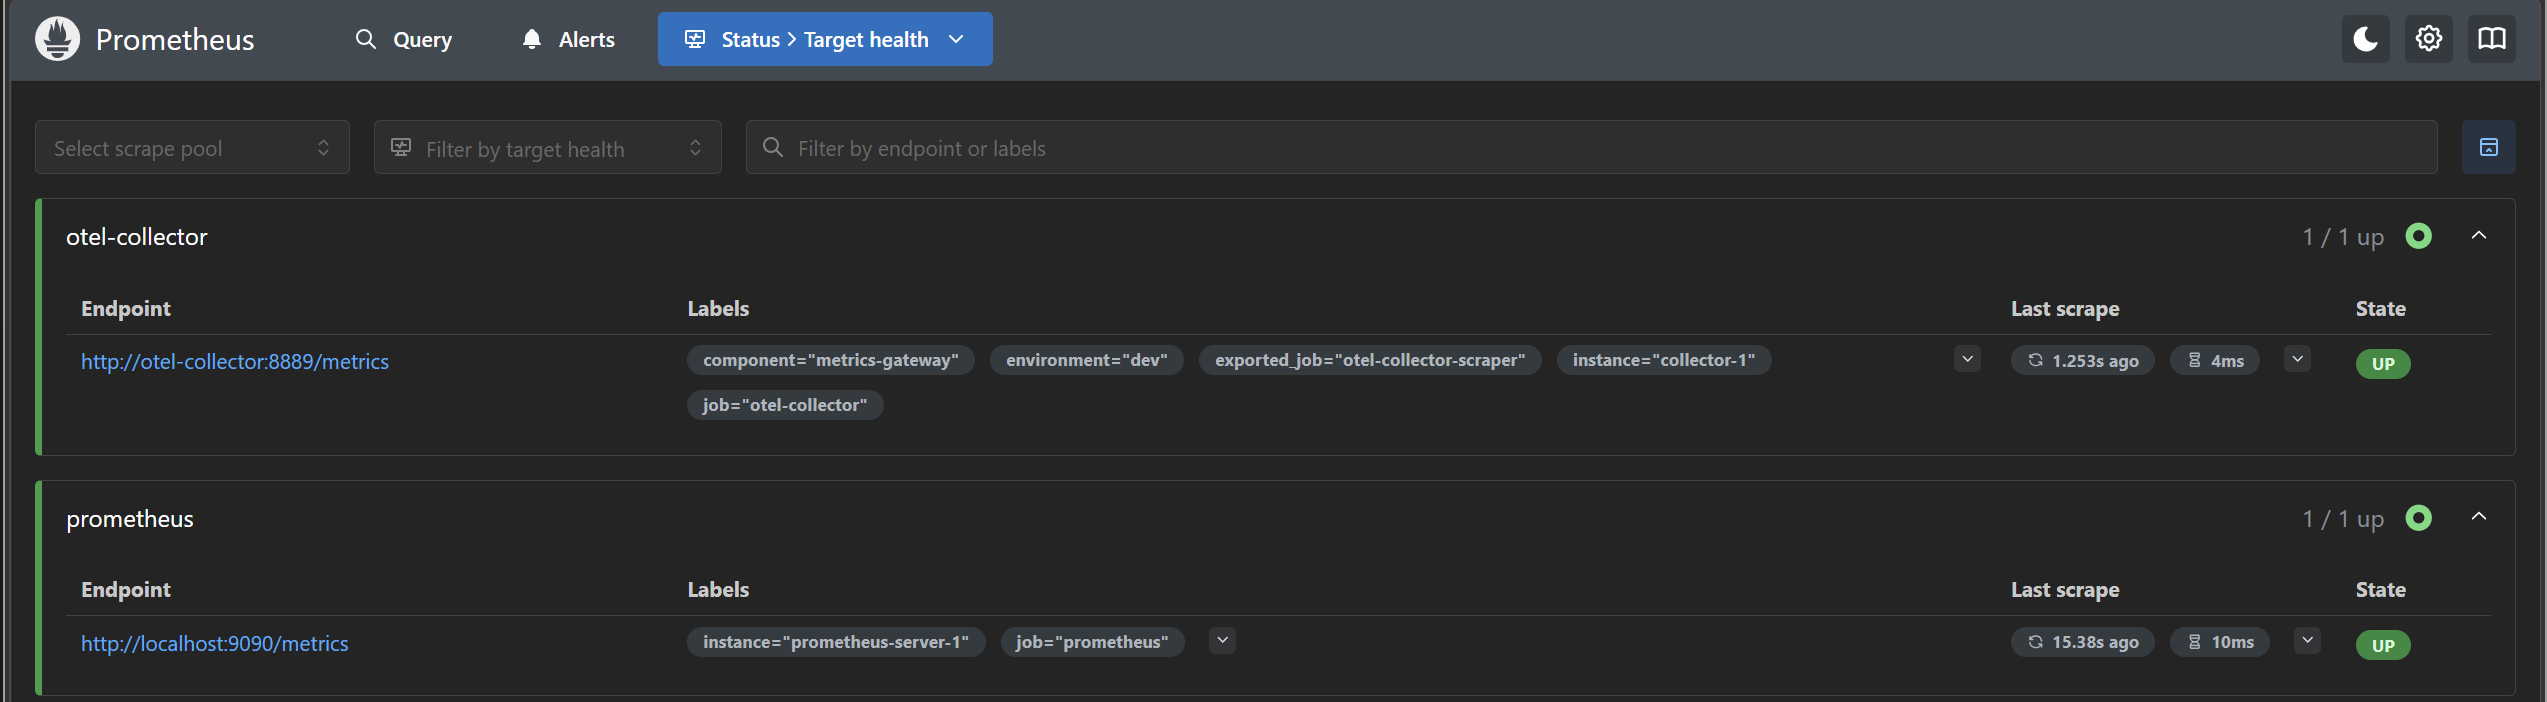 Prometheus
Query
Alerts
Status > Target health
Select scrape pool
Filter by target health
Filter by endpoint or labels
otel-collector
1 / 1 up
Endpoint
Labels
Last scrape
State
http://otel-collector:8889/metrics
component="metrics-gateway"
environment="dev"
exported_job="otel-collector-scraper"
instance="collector-1"
1.253s ago
4ms
UP
job="otel-collector"
prometheus
1 / 1 up
Endpoint
Labels
Last scrape
State
http://localhost:9090/metrics
instance="prometheus-server-1"
job="prometheus"
15.38s ago
10ms
UP